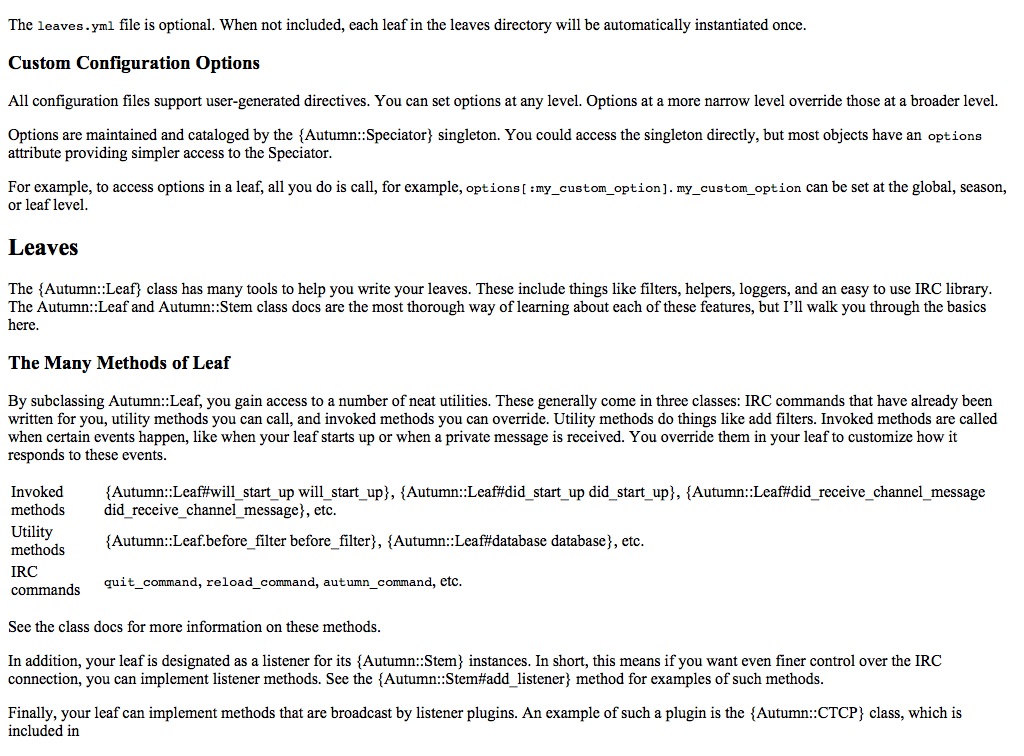 The leaves.yml file is optional. When not included, each leaf in the leaves directory will be automatically instantiated once.
Custom Configuration Options
All configuration files support user-generated directives. You can set options at any level. Options at a more narrow level override those at a broader level.
Options are maintained and cataloged by the {Autumn::Speciator} singleton. You could access the singleton directly, but most objects have an options
attribute providing simpler access to the Speciator.
For example, to access options in a leaf, all you do is call, for example, options[:my_custom_option]. my_custom_option can be set at the global, season,
or leaf level.
Leaves
The {Autumn::Leaf} class has many tools to help you write your leaves. These include things like filters, helpers, loggers, and an easy to use IRC library.
The Autumn::Leaf and Autumn::Stem class docs are the most thorough way of learning about each of these features, but I’ll walk you through the basics
here.
The Many Methods of Leaf
By subclassing Autumn::Leaf, you gain access to a number of neat utilities. These generally come in three classes: IRC commands that have already been
written for you, utility methods you can call, and invoked methods you can override. Utility methods do things like add filters. Invoked methods are called
when certain events happen, like when your leaf starts up or when a private message is received. You override them in your leaf to customize how it
responds to these events.
Invoked
methods
{Autumn::Leaf#will_start_up will_start_up}, {Autumn::Leaf#did_start_up did_start_up}, {Autumn::Leaf#did_receive_channel_message
did_receive_channel_message}, etc.
Utility
methods
{Autumn::Leaf.before_filter before_filter}, {Autumn::Leaf#database database}, etc.
IRC
commands
quit_command, reload_command, autumn_command, etc.
See the class docs for more information on these methods.
In addition, your leaf is designated as a listener for its {Autumn::Stem} instances. In short, this means if you want even finer control over the IRC
connection, you can implement listener methods. See the {Autumn::Stem#add_listener} method for examples of such methods.
Finally, your leaf can implement methods that are broadcast by listener plugins. An example of such a plugin is the {Autumn::CTCP} class, which is
included in